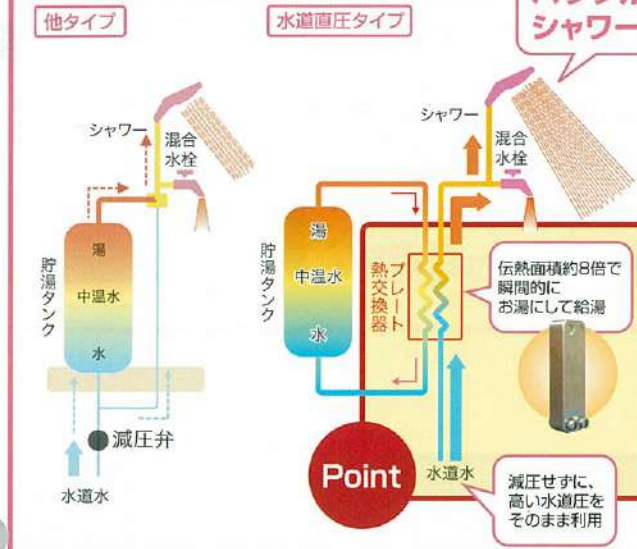 他タイプ
シャワー
混合
水栓
湯
中温水
水
貯湯タンク
減圧弁
水道水
水道直圧タイプ
シャワー
シャワー
混合
水栓
湯
中温水
水
貯湯タンク
プレート
熱交換器
伝熱面積約8倍で
瞬間的に
お湯にして給湯
Point
水道水
減圧せずに、
高い水道圧を
そのまま利用